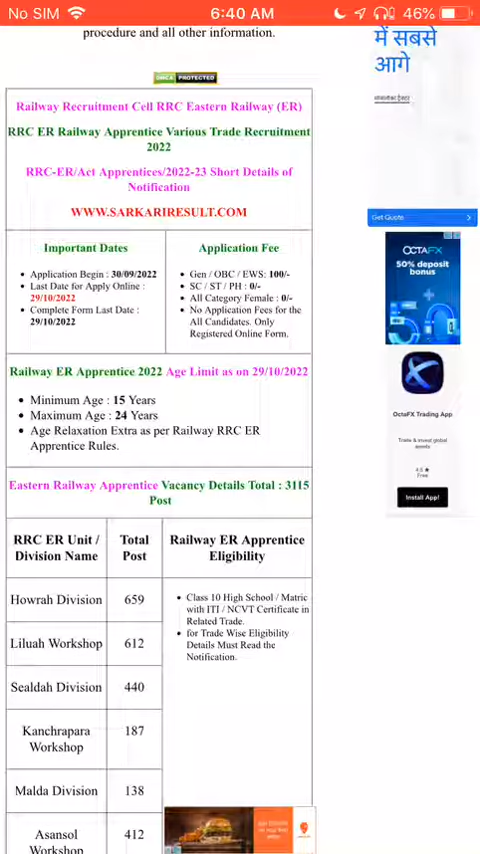 No SIM 6:40 AM 46%
procedure and all other information.
DMCA PROTECTED
Railway Recruitment Cell RRC Eastern Railway (ER)
RRC ER Railway Apprentice Various Trade Recruitment
2022
RRC-ER/Act Apprentices/2022-23 Short Details of
Notification
WWW.SARKARIRESULT.COM
Important Dates
Application Begin : 30/09/2022
Last Date for Apply Online :
29/10/2022
Complete Form Last Date :
29/10/2022
Application Fee
Gen / OBC / EWS: 100/-
SC / ST / PH : 0/-
All Category Female : 0/-
No Application Fees for the
All Candidates. Only
Registered Online Form.
Railway ER Apprentice 2022 Age Limit as on 29/10/2022
Minimum Age : 15 Years
Maximum Age : 24 Years
Age Relaxation Extra as per Railway RRC ER
Apprentice Rules.
Eastern Railway Apprentice Vacancy Details Total : 3115
Post
RRC ER Unit /
Division Name
Total
Post
Railway ER Apprentice
Eligibility
Howrah Division 659
Liluah Workshop 612
Sealdah Division 440
Kanchrapara
Workshop
187
Malda Division 138
Asansol
Workshop
412
Class 10 High School / Matric
with ITI / NCVT Certificate in
Related Trade.
for Trade Wise Eligibility
Details Must Read the
Notification.
में सबसे
आगे
Get Quote
OCTAFX
50% deposit
bonus
OctaFX Trading App
Trade & invest global
assets
4.5 ★
Free
Install App!